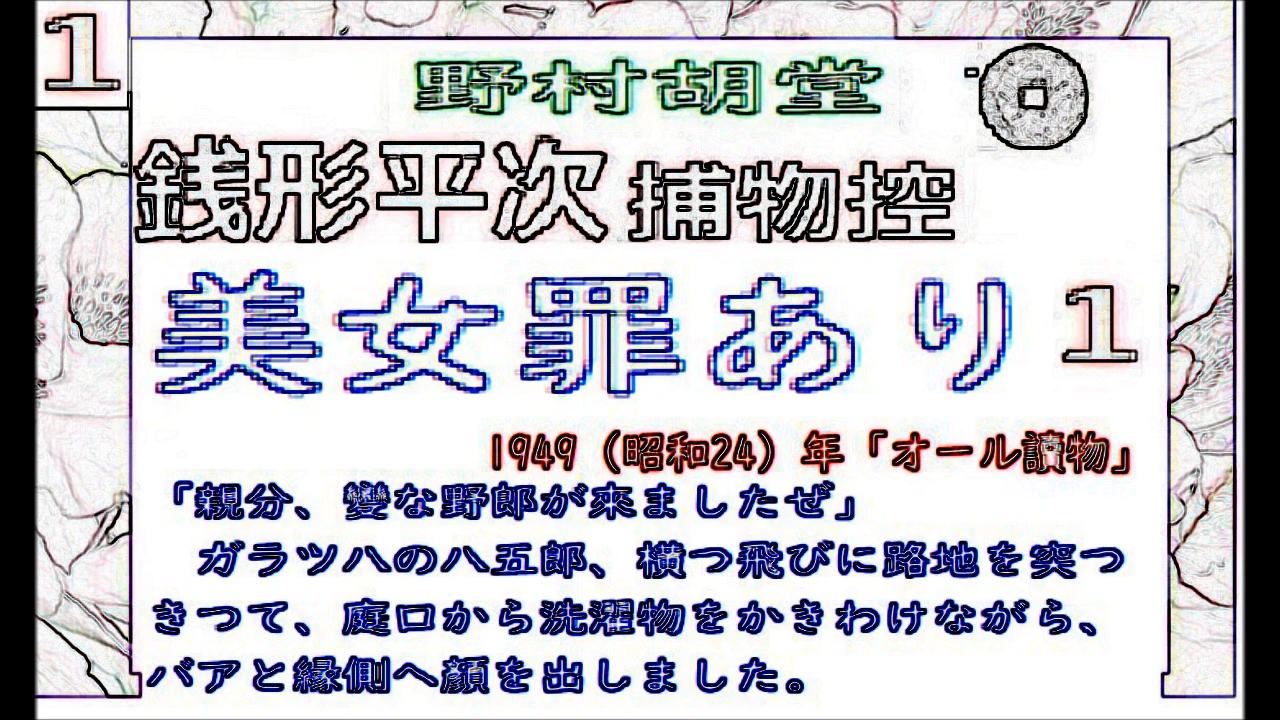 1
野村胡堂
銭形平次 捕物控
美女罪あり 1
1949（昭和24）年「オール讀物」
「親分、變な野郎が來ましたぜ」
ガラツ八の八五郎、横つ飛びに路地を突つ
きつて、庭口から洗濯物をかきわけながら、
バアと縁側へ顔を出しました。